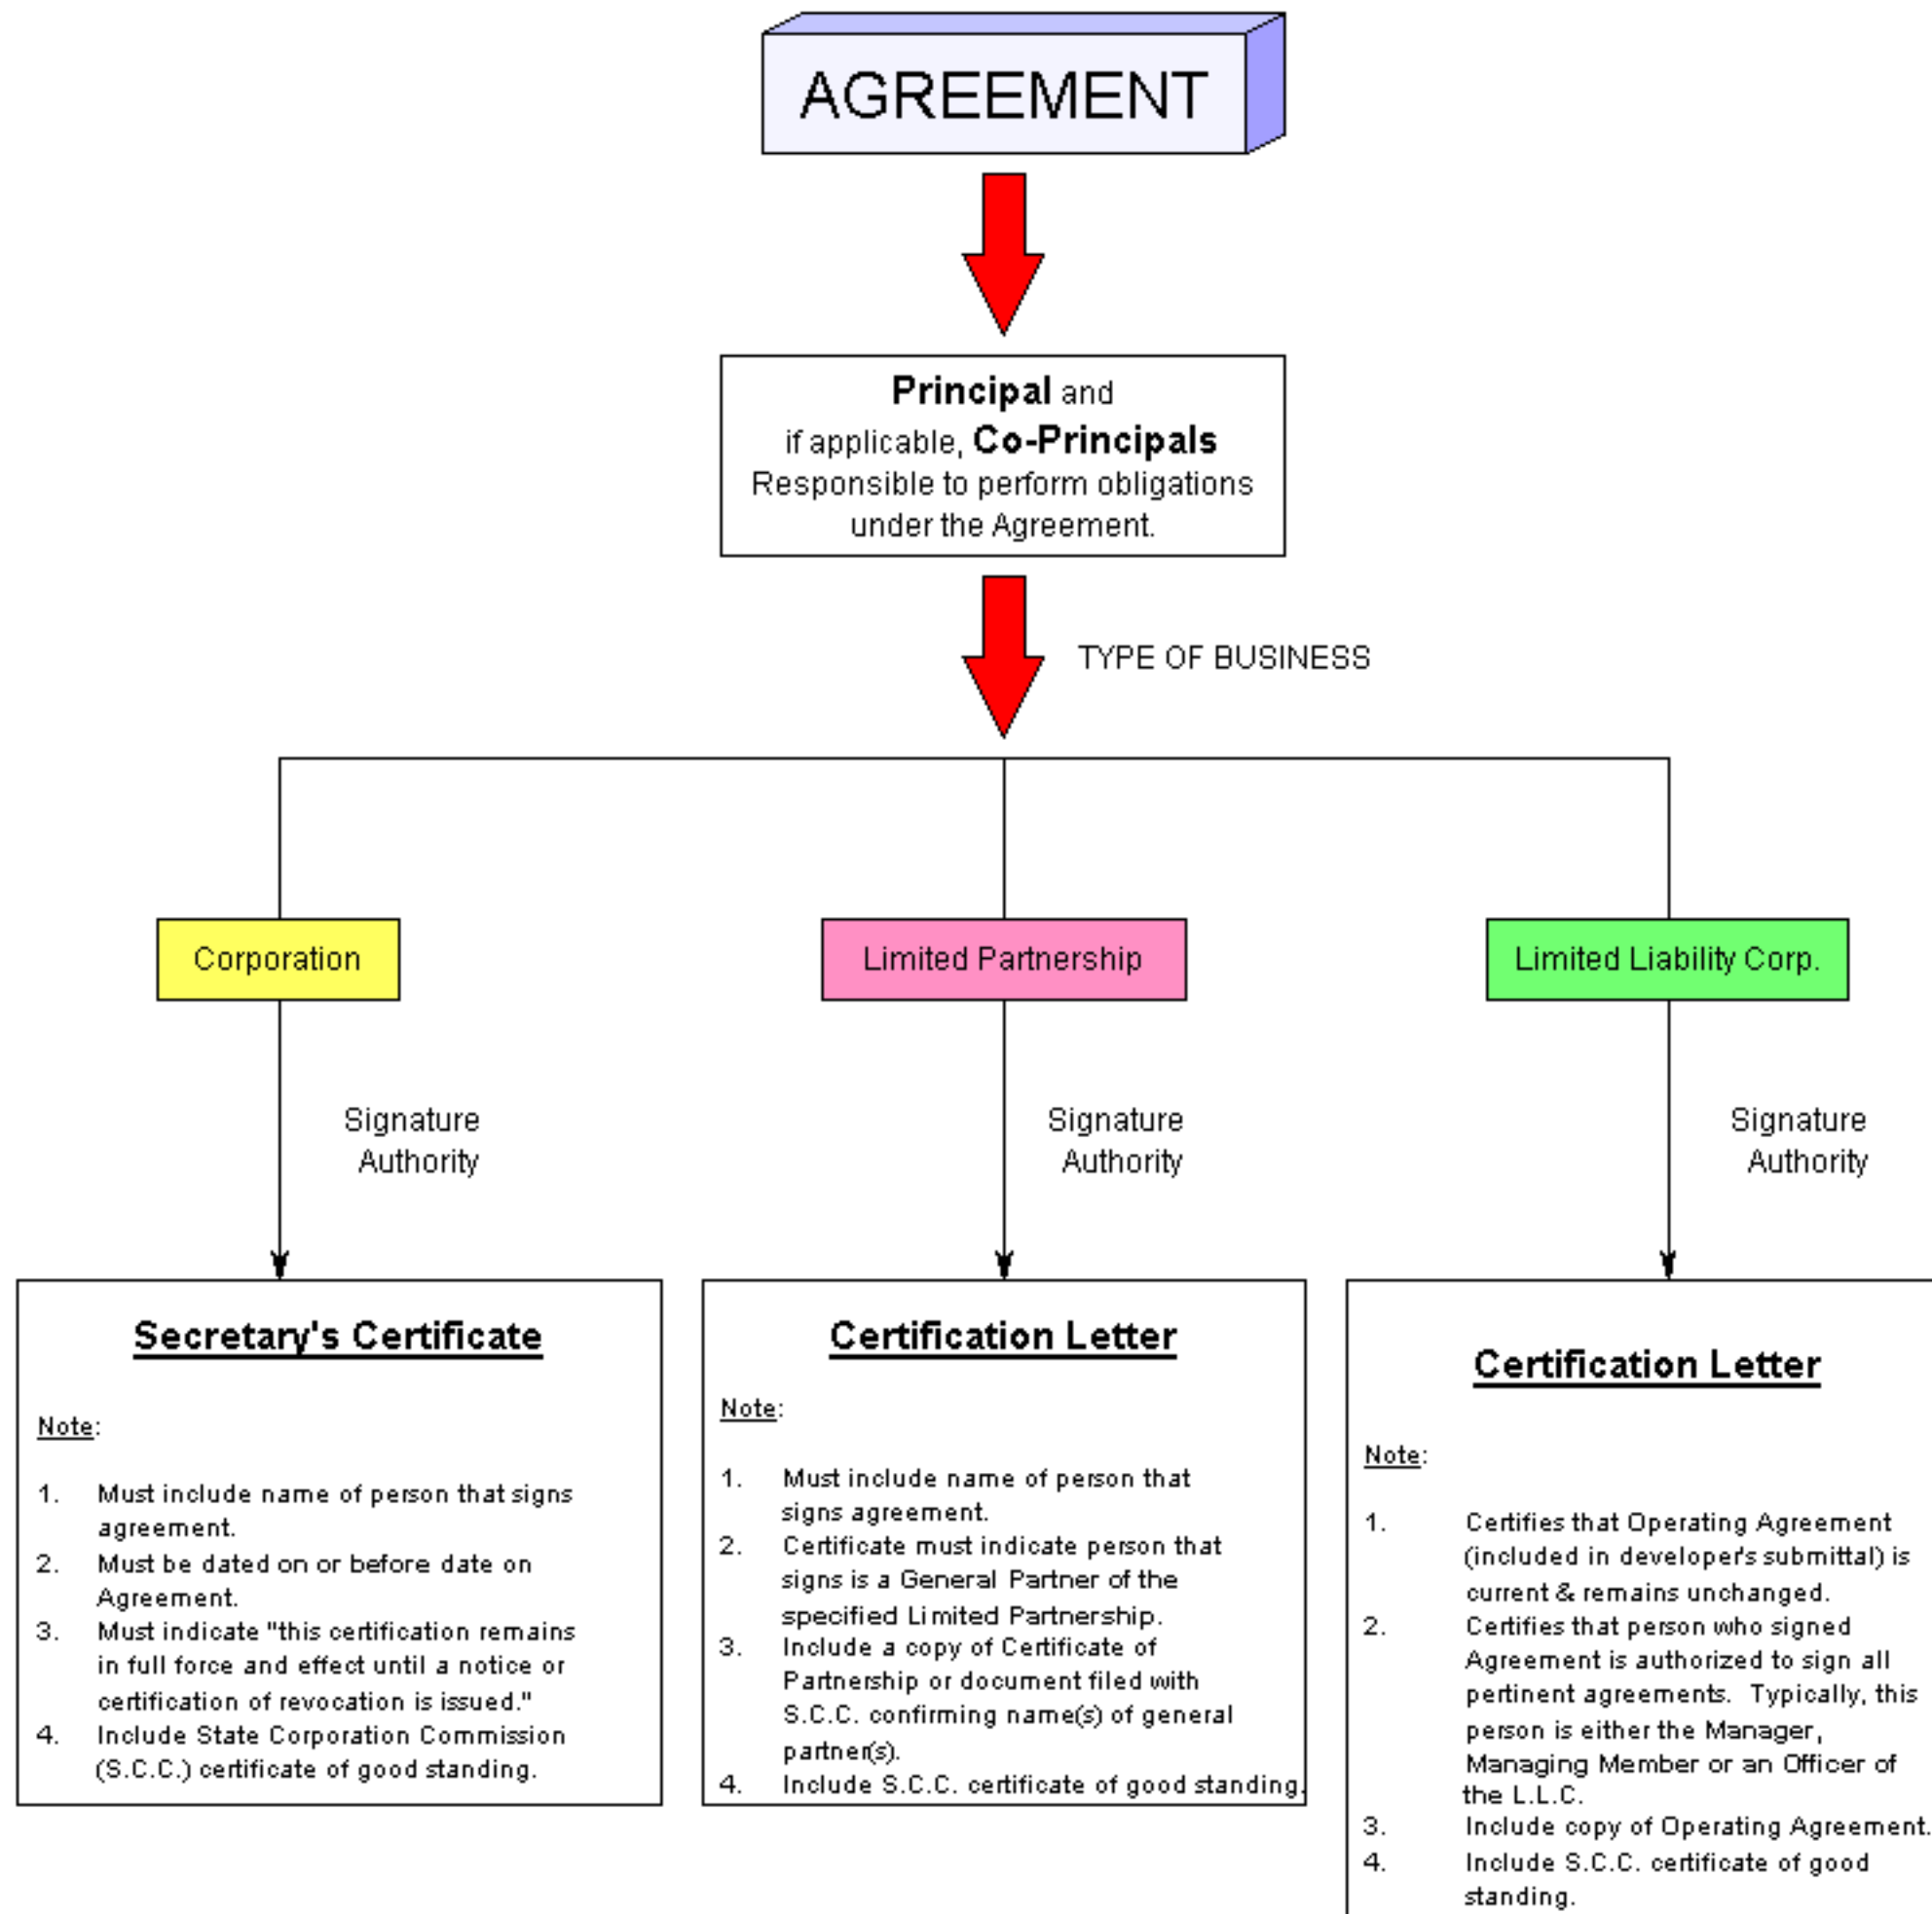 AGREEMENT
Principal and
if applicable, Co-Principals
Responsible to perform obligations
under the Agreement.
TYPE OF BUSINESS
Corporation
Limited Partnership
Limited Liability Corp.
Signature
Authority
Signature
Authority
Signature
Authority
Secretary's Certificate
Note:
1. Must include name of person that signs
agreement.
2. Must be dated on or before date on
Agreement.
3. Must indicate "this certification remains
in full force and effect until a notice or
certification of revocation is issued."
4. Include State Corporation Commission
(S.C.C.) certificate of good standing.
Certification Letter
Note:
1. Must include name of person that
signs agreement.
2. Certificate must indicate person that
signs is a General Partner of the
specified Limited Partnership.
3. Include a copy of Certificate of
Partnership or document filed with
S.C.C. confirming name(s) of general
partner(s).
4. Include S.C.C. certificate of good standing.
Certification Letter
Note:
1. Certifies that Operating Agreement
(included in developer's submittal) is
current & remains unchanged.
2. Certifies that person who signed
Agreement is authorized to sign all
pertinent agreements. Typically, this
person is either the Manager,
Managing Member or an Officer of
the L.L.C.
3. Include copy of Operating Agreement.
4. Include S.C.C. certificate of good
standing.